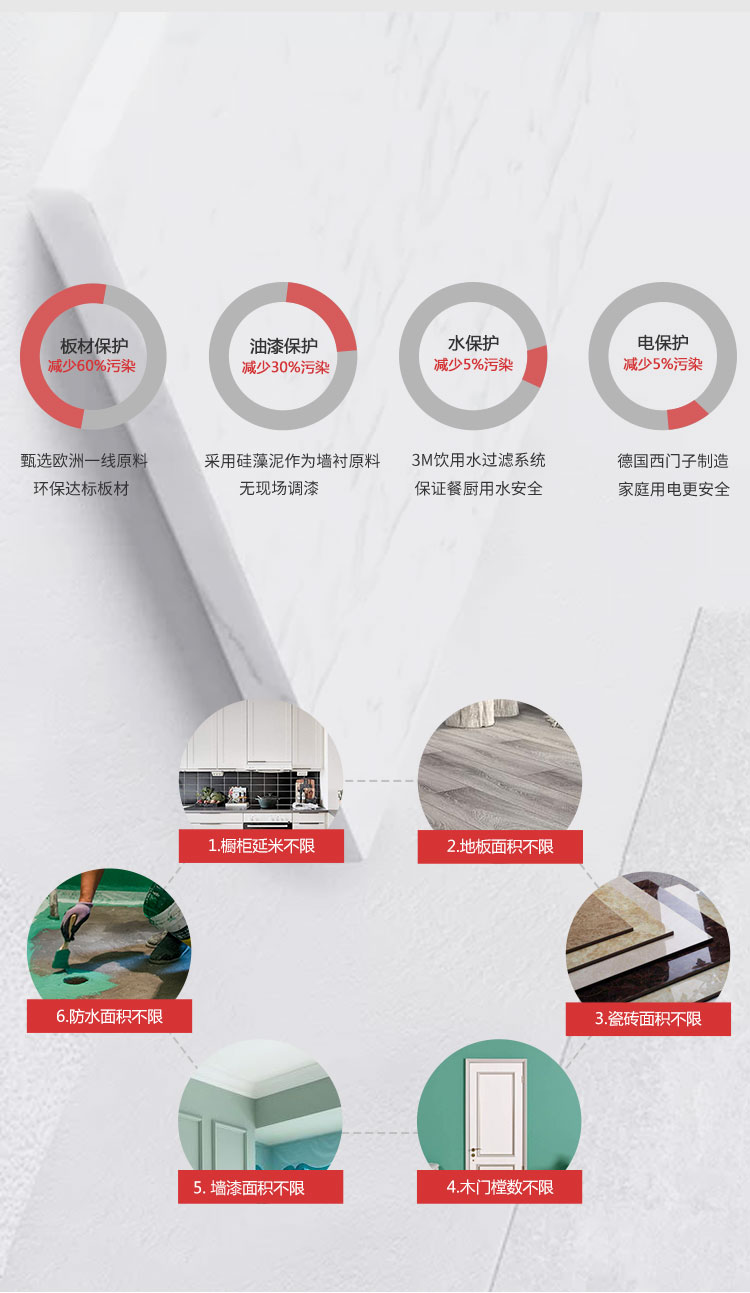 板材保护
减少60%污染
甄选欧洲一线原料
环保达标板材
油漆保护
减少30%污染
采用硅藻泥作为墙衬原料
无现场调漆
水保护
减少5%污染
3M饮用水过滤系统
保证餐厨用水安全
电保护
减少5%污染
德国西门子制造
家庭用电更安全
1.橱柜延米不限
2.地板面积不限
3.瓷砖面积不限
4.木门樘数不限
5. 墙漆面积不限
6.防水面积不限